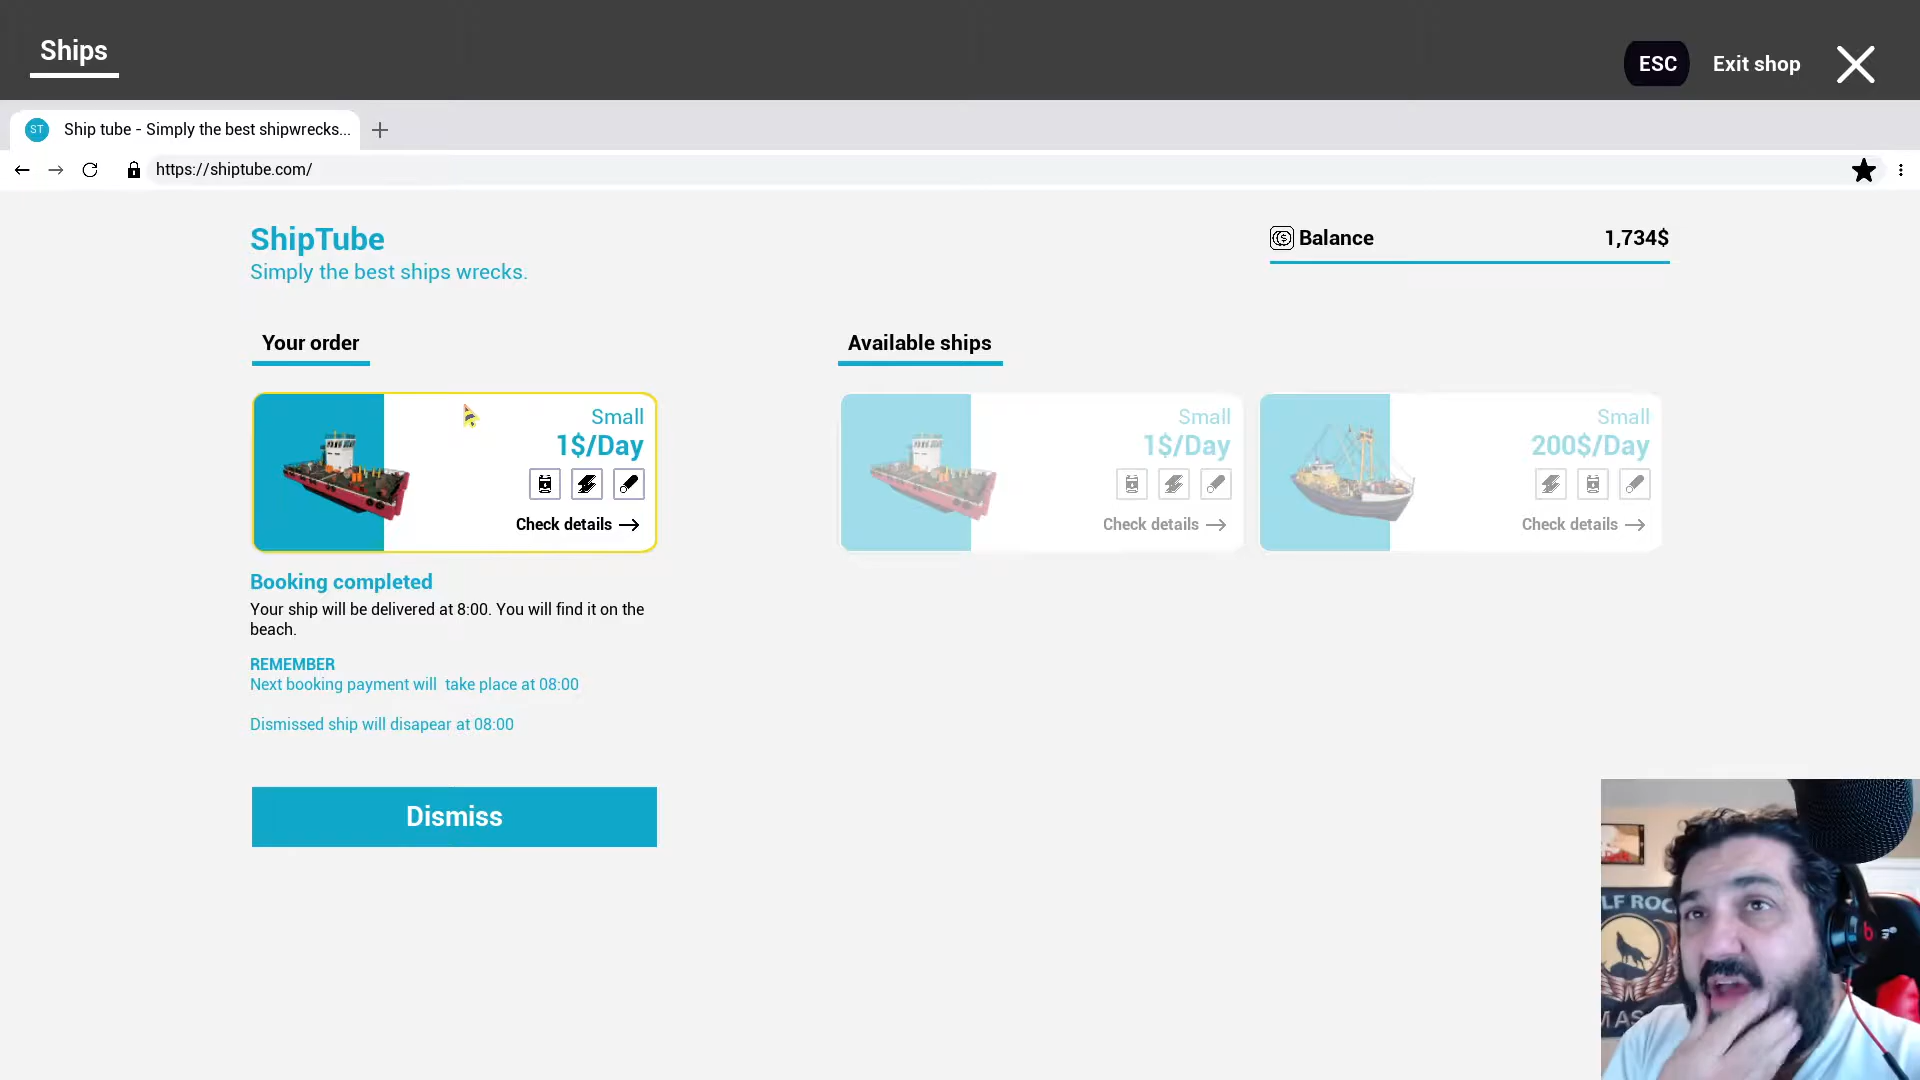 Ships
ESC Exit shop
ST Ship tube - Simply the best shipwrecks...
https://shiptube.com/
ShipTube
Simply the best ships wrecks.
Balance 1,734$
Your order
Small
1$/Day
Check details
Booking completed
Your ship will be delivered at 8:00. You will find it on the
beach.
REMEMBER
Next booking payment will take place at 08:00
Dismissed ship will disapear at 08:00
Dismiss
Available ships
Small
1$/Day
Check details
Small
200$/Day
Check details
LF ROC